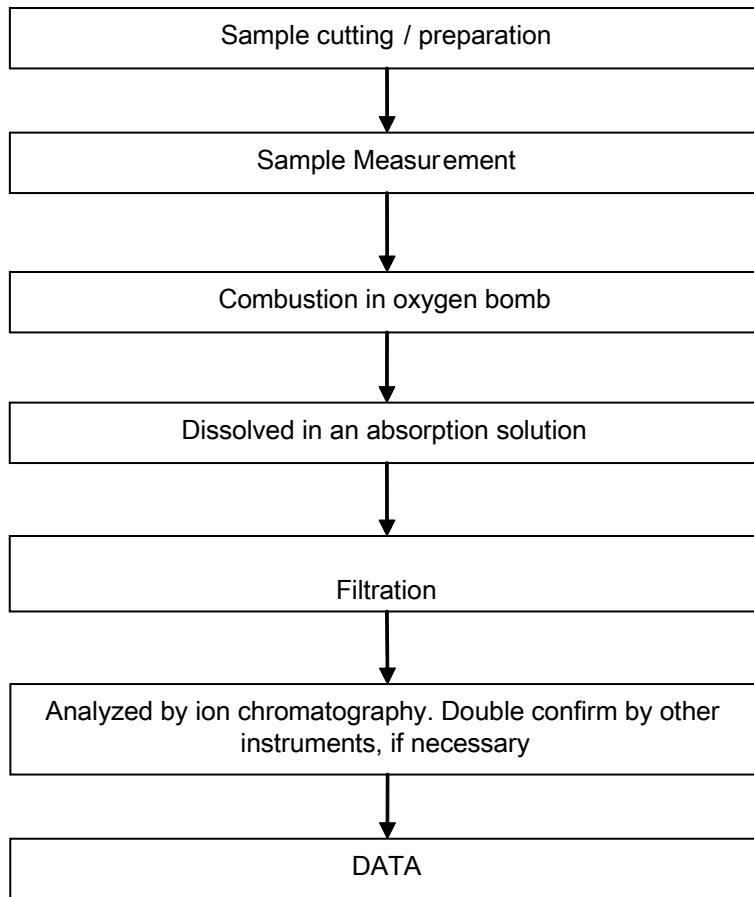 Sample cutting / preparation
Sample Measurement
Combustion in oxygen bomb
Dissolved in an absorption solution
Filtration
Analyzed by ion chromatography. Double confirm by other
instruments, if necessary
DATA